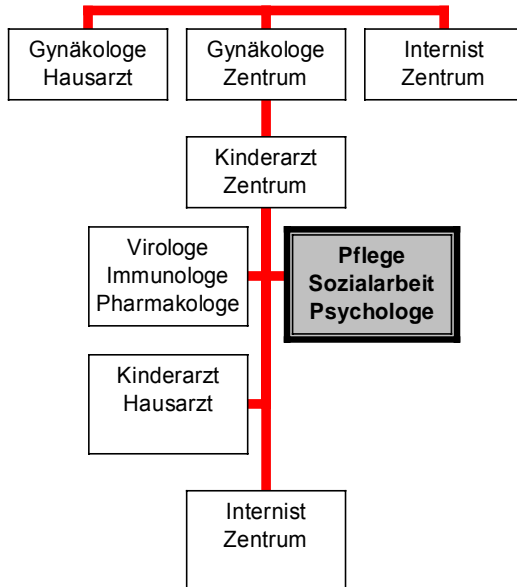 Gynäkologe
Hausarzt
Gynäkologe
Zentrum
Internist
Zentrum
Kinderarzt
Zentrum
Virologe
Immunologe
Pharmakologe
Pflege
Sozialarbeit
Psychologe
Kinderarzt
Hausarzt
Internist
Zentrum